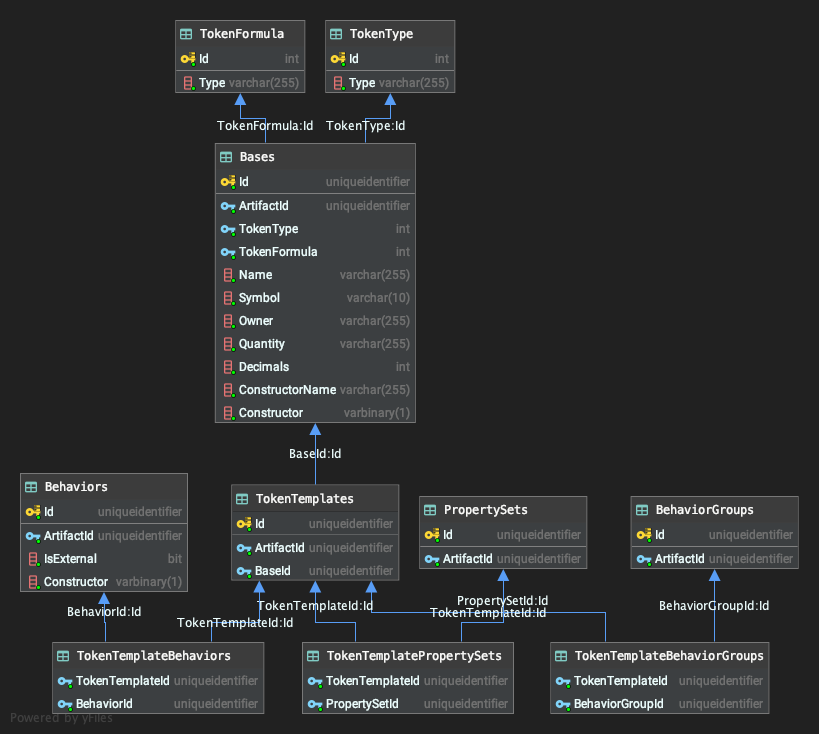 TokenFormula
Id int
Type varchar(255)
TokenType
Id int
Type varchar(255)
TokenFormula:Id
TokenType:Id
Bases
Id uniqueidentifier
ArtifactId uniqueidentifier
TokenType int
TokenFormula int
Name varchar(255)
Symbol varchar(10)
Owner varchar(255)
Quantity varchar(255)
Decimals int
ConstructorName varchar(255)
Constructor varbinary(1)
BaseId:Id
Behaviors
Id uniqueidentifier
ArtifactId uniqueidentifier
IsExternal bit
Constructor varbinary(1)
TokenTemplates
Id uniqueidentifier
ArtifactId uniqueidentifier
BaseId uniqueidentifier
PropertySets
Id uniqueidentifier
ArtifactId uniqueidentifier
BehaviorGroups
Id uniqueidentifier
ArtifactId uniqueidentifier
BehaviorId:Id
TokenTemplateId:Id
TokenTemplateId:Id
PropertySetId:Id
TokenTemplateId:Id
BehaviorGroupId:Id
TokenTemplateBehaviors
TokenTemplateId uniqueidentifier
BehaviorId uniqueidentifier
TokenTemplatePropertySets
TokenTemplateId uniqueidentifier
PropertySetId uniqueidentifier
TokenTemplateBehaviorGroups
TokenTemplateId uniqueidentifier
BehaviorGroupId uniqueidentifier
Powered by yFiles